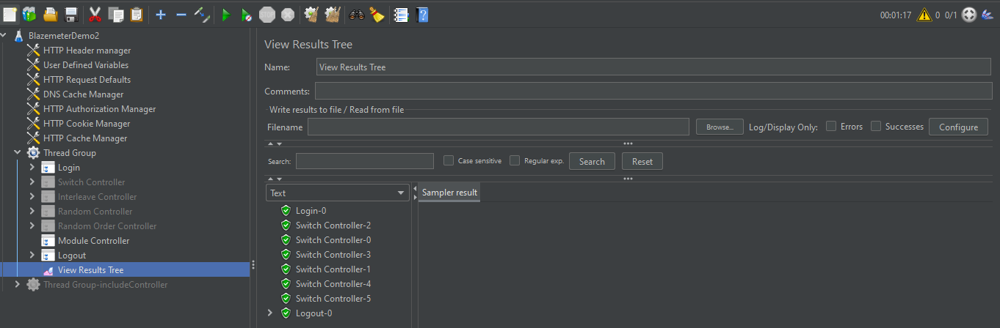 00:01:17 0 0/1
BlazemeterDemo2
HTTP Header manager
User Defined Variables
HTTP Request Defaults
DNS Cache Manager
HTTP Authorization Manager
HTTP Cookie Manager
HTTP Cache Manager
Thread Group
Login
Switch Controller
Interleave Controller
Random Controller
Random Order Controller
Module Controller
Logout
View Results Tree
Thread Group-includeController
View Results Tree
Name: View Results Tree
Comments:
Write results to file / Read from file
Filename Browse... Log/Display Only: Errors Successes Configure
Search: Case sensitive Regular exp. Search Reset
Text
Sampler result
Login-0
Switch Controller-2
Switch Controller-0
Switch Controller-3
Switch Controller-1
Switch Controller-4
Switch Controller-5
Logout-0